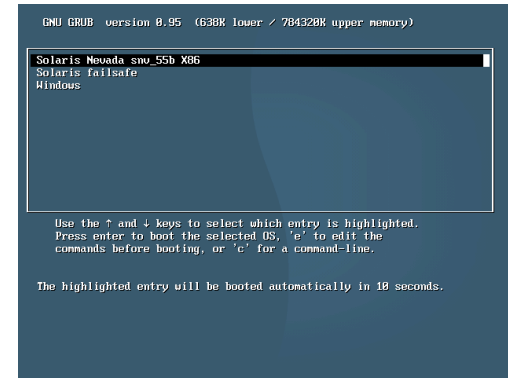 GNU GRUB version 0.95 (638K lower / 784320K upper memory)
Solaris Nevada snv_55b X86
Solaris failsafe
Windows
Use the ↑ and ↓ keys to select which entry is highlighted.
Press enter to boot the selected OS, 'e' to edit the
commands before booting, or 'c' for a command-line.
The highlighted entry will be booted automatically in 10 seconds.